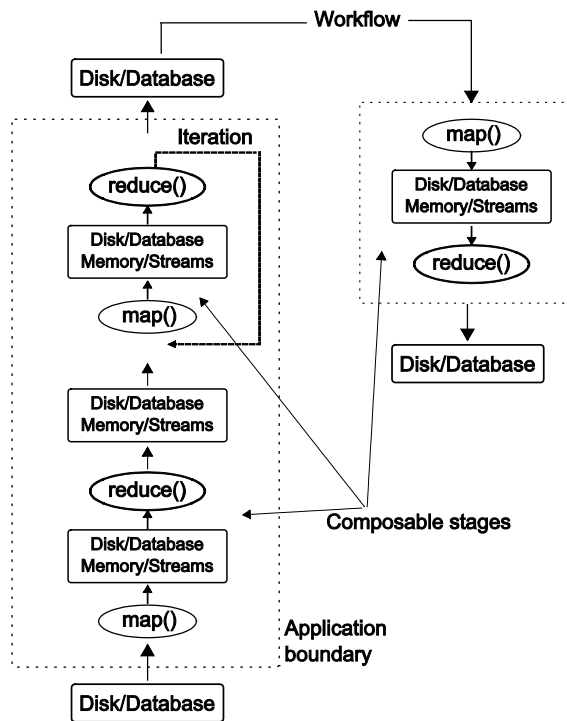 Workflow
Disk/Database
Iteration
reduce()
Disk/Database
Memory/Streams
map()
Disk/Database
Memory/Streams
reduce()
Disk/Database
Memory/Streams
map()
Disk/Database
map()
Disk/Database
Memory/Streams
reduce()
Disk/Database
Composable stages
Application
boundary